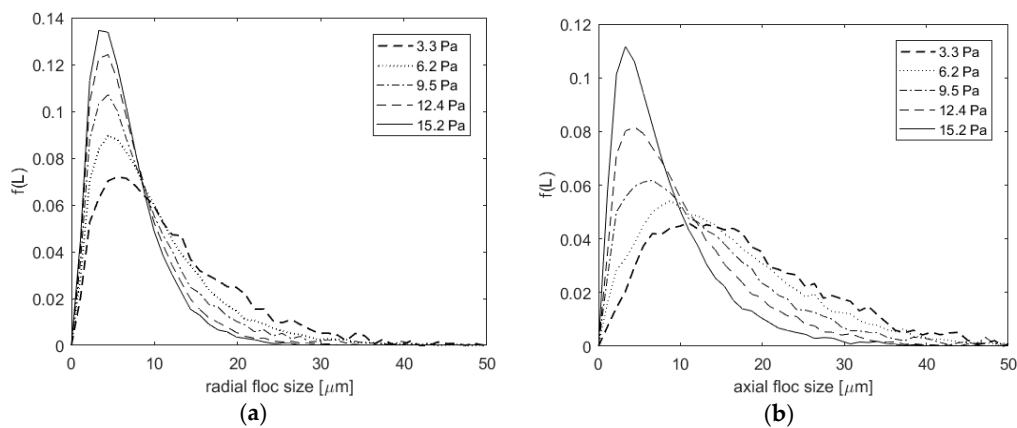 0.14
0.12
0.1
0.08
0.06
0.04
0.02
0
f(L)
0 10 20 30 40 50
radial floc size [μm]
3.3 Pa
6.2 Pa
9.5 Pa
12.4 Pa
15.2 Pa
(a)
0.12
0.1
0.08
0.06
0.04
0.02
0
f(L)
0 10 20 30 40 50
axial floc size [μm]
3.3 Pa
6.2 Pa
9.5 Pa
12.4 Pa
15.2 Pa
(b)